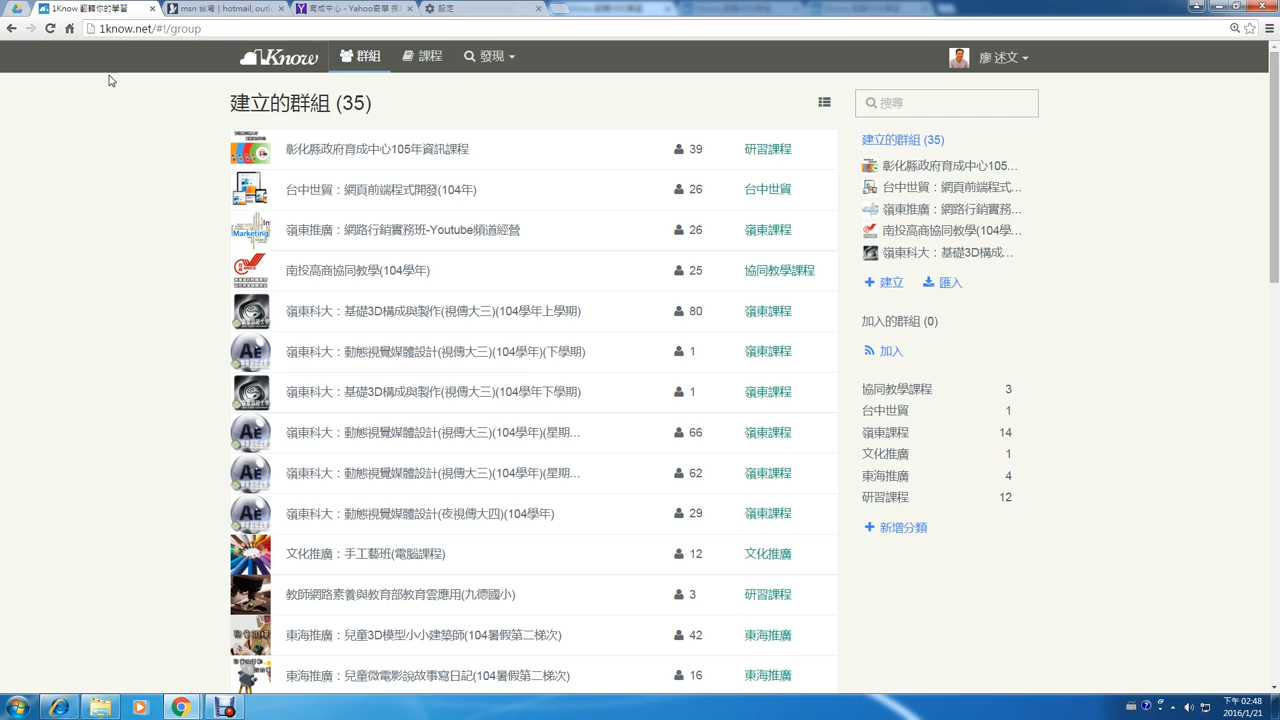 1Know 翻轉你的學習
msn 台灣 | hotmail, outl
育成中心 - Yahoo奇摩 搜
設定
1know.net/#!/group
1Know
群組
課程
發現
廖 述文
建立的群組 (35)
搜尋
彰化縣政府育成中心105年資訊課程
39
研習課程
台中世貿：網頁前端程式開發(104年)
26
台中世貿
嶺東推廣：網路行銷實務班-Youtube頻道經營
26
嶺東課程
南投高商協同教學(104學年)
25
協同教學課程
嶺東科大：基礎3D構成與製作(視傳大三)(104學年上學期)
80
嶺東課程
嶺東科大：動態視覺媒體設計(視傳大三)(104學年)(下學期)
1
嶺東課程
嶺東科大：基礎3D構成與製作(視傳大三)(104學年下學期)
1
嶺東課程
嶺東科大：動態視覺媒體設計(視傳大三)(104學年)(星期...
66
嶺東課程
嶺東科大：動態視覺媒體設計(視傳大三)(104學年)(星期...
62
嶺東課程
嶺東科大：動態視覺媒體設計(夜視傳大四)(104學年)
29
嶺東課程
文化推廣：手工藝班(電腦課程)
12
文化推廣
教師網路素養與教育部教育雲應用(九德國小)
3
研習課程
東海推廣：兒童3D模型小小建築師(104暑假第二梯次)
42
東海推廣
東海推廣：兒童微電影說故事寫日記(104暑假第二梯次)
16
東海推廣
建立的群組 (35)
彰化縣政府育成中心105...
台中世貿：網頁前端程式...
嶺東推廣：網路行銷實務...
南投高商協同教學(104學...
嶺東科大：基礎3D構成...
建立
匯入
加入的群組 (0)
加入
協同教學課程 3
台中世貿 1
嶺東課程 14
文化推廣 1
東海推廣 4
研習課程 12
新增分類
下午 02:48
2016/1/21